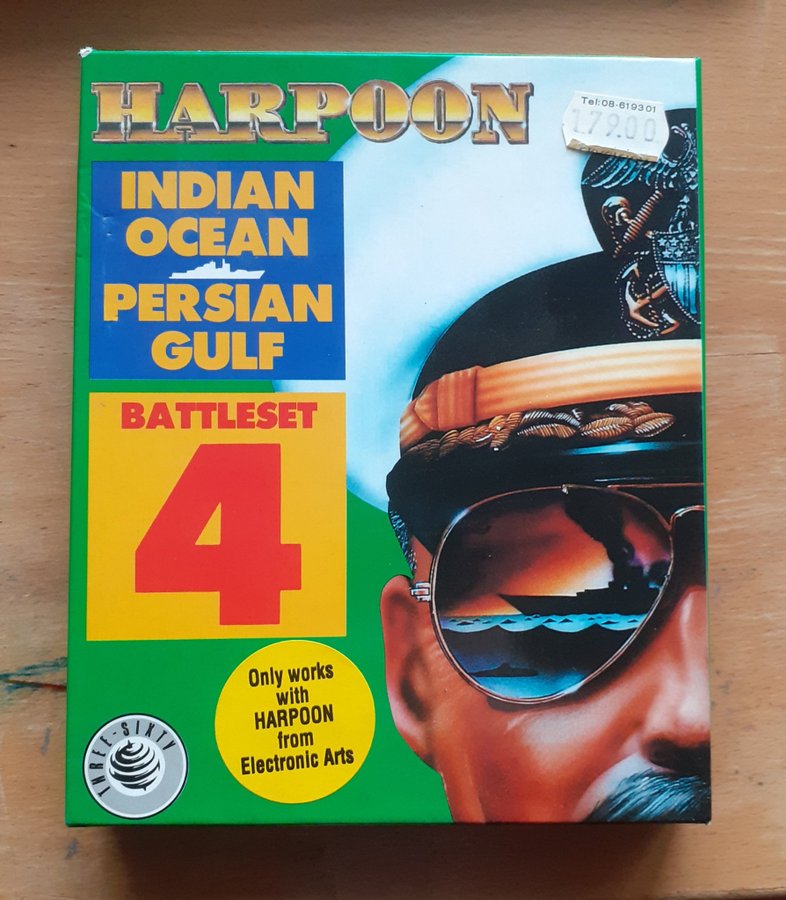 HARPOON
Tel:08-619301
179.00
INDIAN
OCEAN
PERSIAN
GULF
BATTLESET
4
Only works
with
HARPOON
from
Electronic Arts
THREE-SIXTY